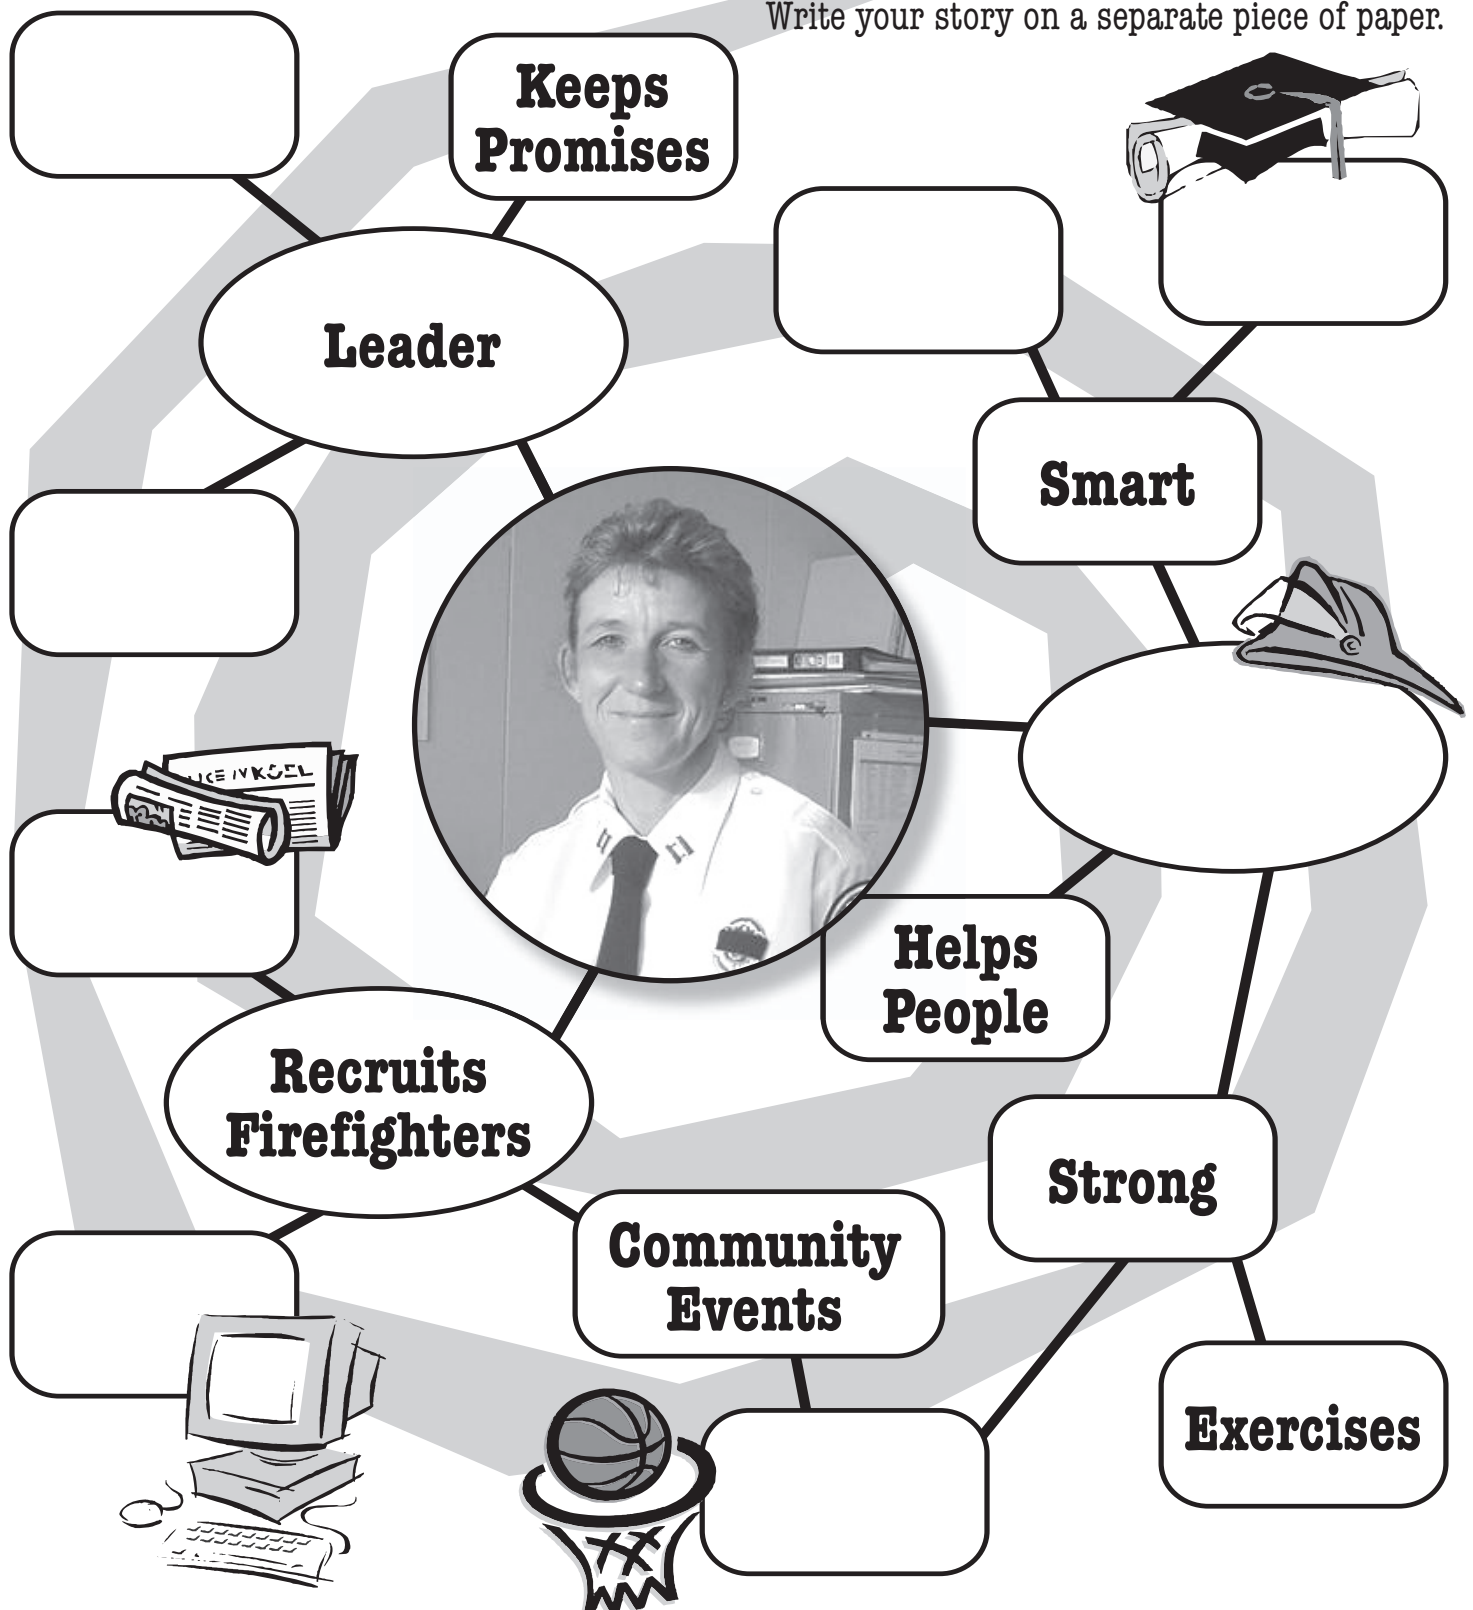 Write your story on a separate piece of paper.
Keeps
Promises
Leader
Smart
Helps
People
Recruits
Firefighters
Strong
Community
Events
Exercises